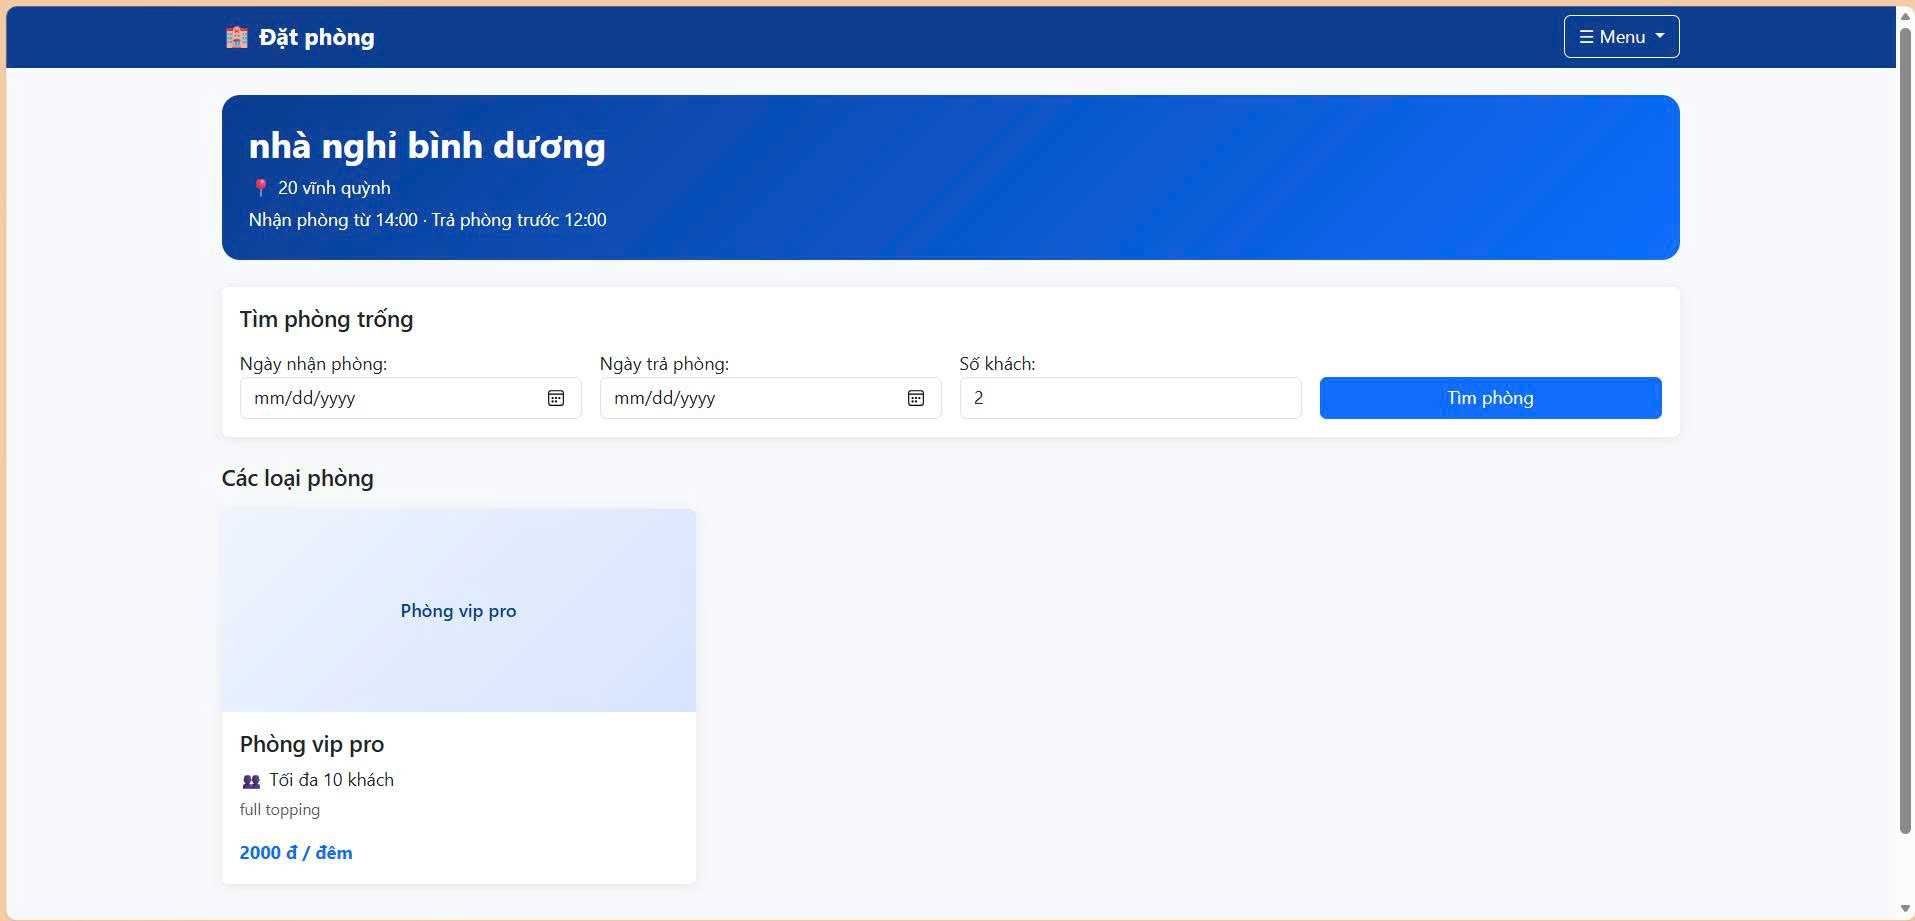 Đặt phòng
☰ Menu
nhà nghỉ bình dương
20 vĩnh quỳnh
Nhận phòng từ 14:00 · Trả phòng trước 12:00
Tìm phòng trống
Ngày nhận phòng:
Ngày trả phòng:
Số khách:
mm/dd/yyyy
mm/dd/yyyy
2
Tìm phòng
Các loại phòng
Phòng vip pro
Phòng vip pro
Tối đa 10 khách
full topping
2000 đ / đêm